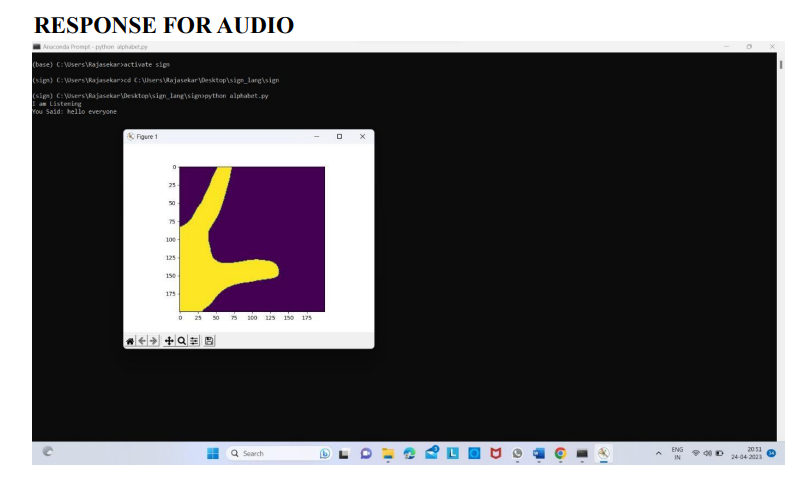 RESPONSE FOR AUDIO
Anaconda Prompt - python alphabet.py
(base) C:\Users\Rajasekar>activate sign
(sign) C:\Users\Rajasekar>cd C:\Users\Rajasekar\Desktop\sign_lang\sign
(sign) C:\Users\Rajasekar\Desktop\sign_lang\sign>python alphabet.py
I am Listening
You Said: hello everyone
Figure 1
0
25
50
75
100
125
150
175
0 25 50 75 100 125 150 175
Search
ENG
IN
20:51
24-04-2023